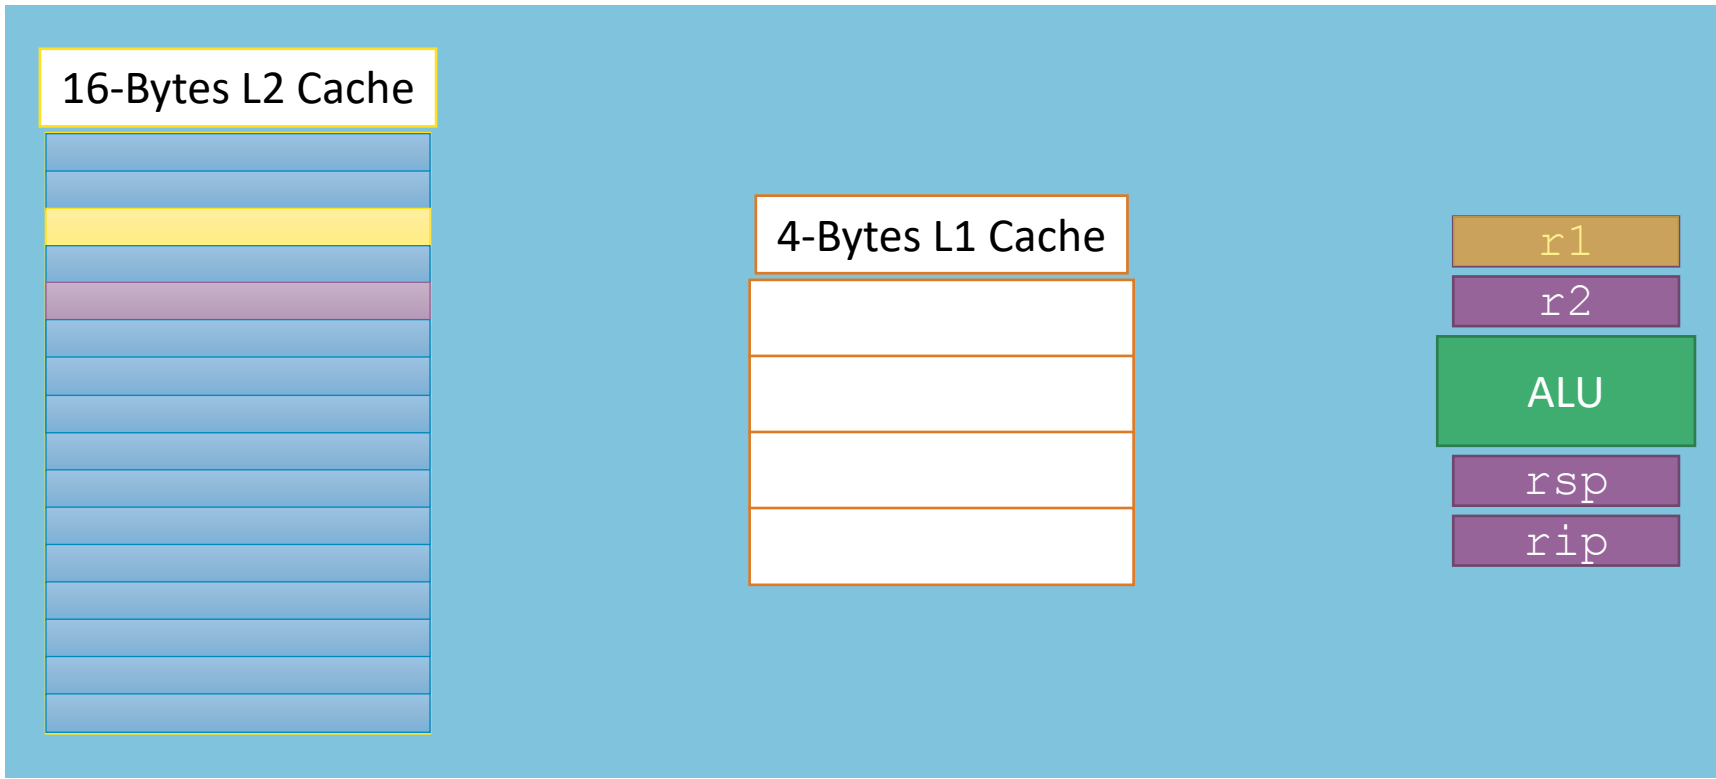 16-Bytes L2 Cache
4-Bytes L1 Cache
r1
r2
ALU
rsp
rip